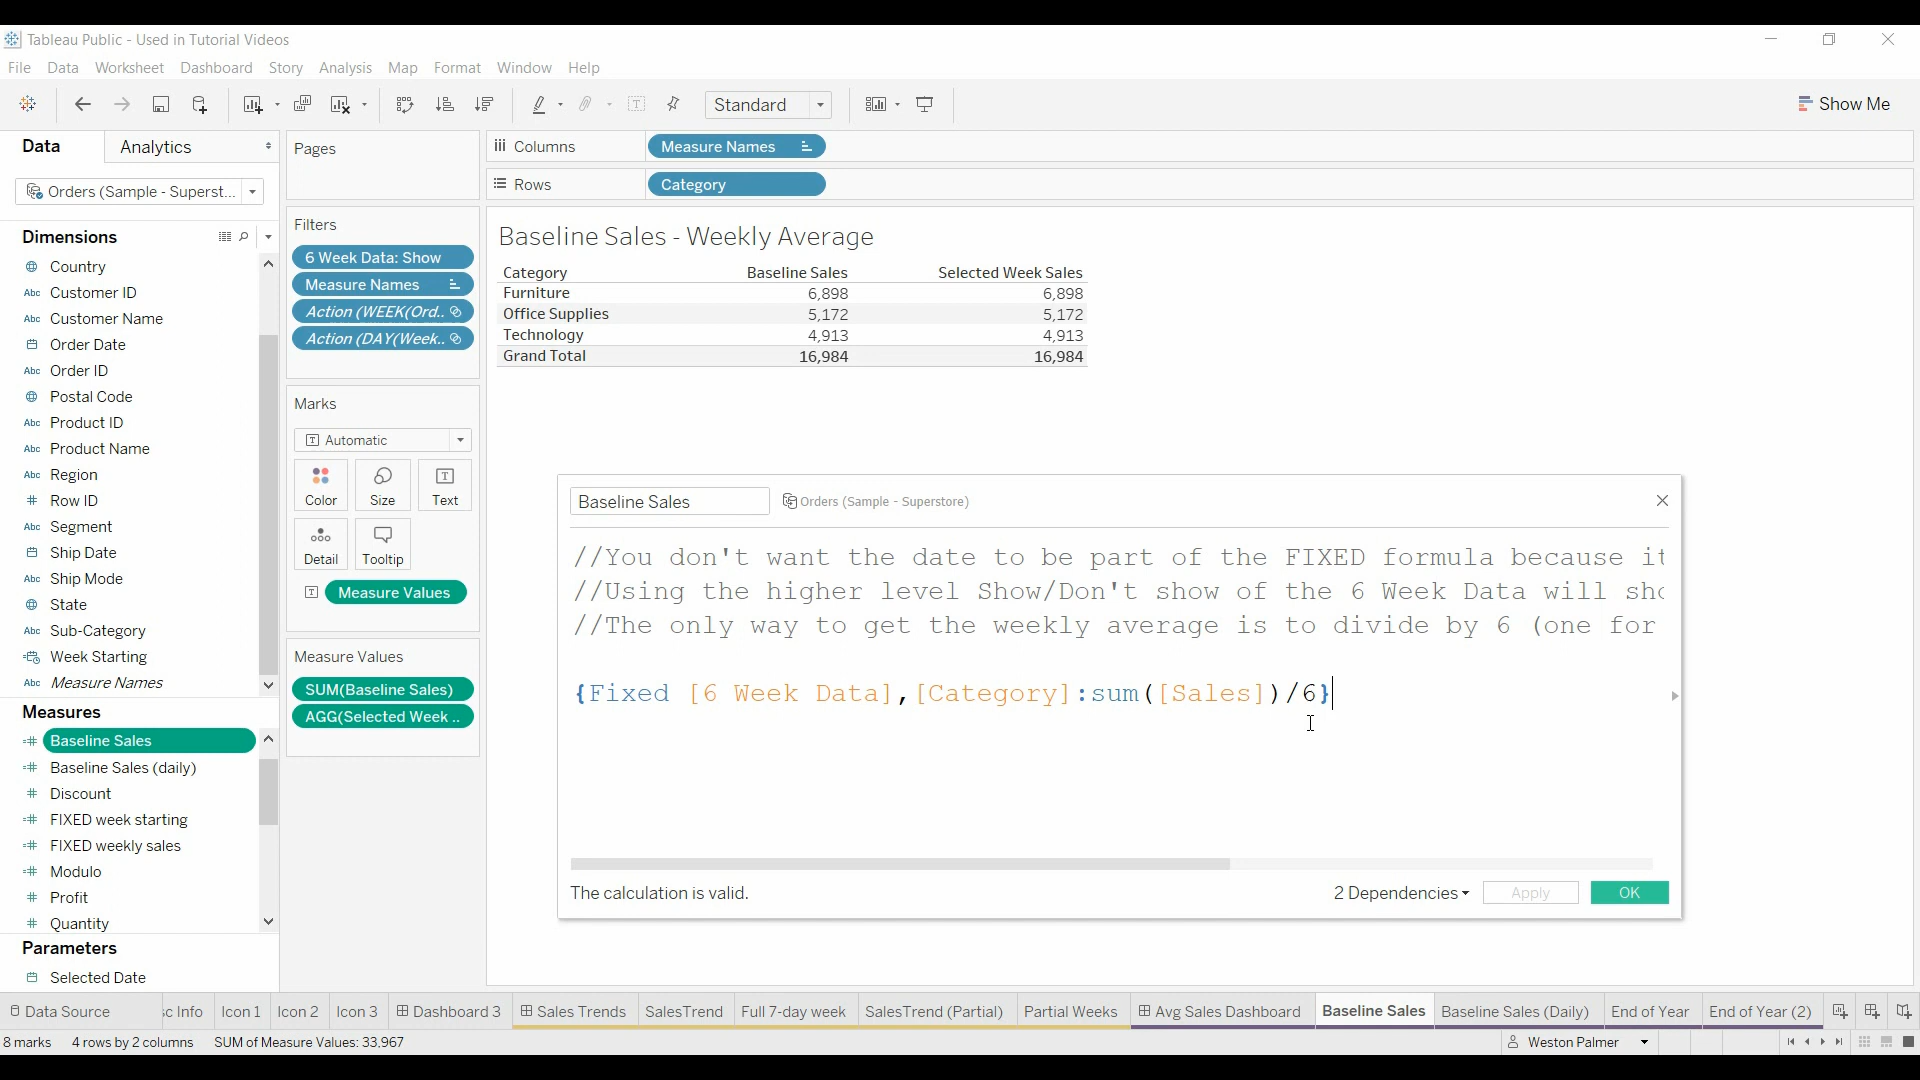 Tableau Public - Used in Tutorial Videos
File Data Worksheet Dashboard Story Analysis Map Format Window Help
Standard
Show Me
Data Analytics
Orders (Sample - Superst...
Dimensions
Country
Abc Customer ID
Abc Customer Name
Order Date
Abc Order ID
Postal Code
Abc Product ID
Abc Product Name
Abc Region
# Row ID
Abc Segment
Ship Date
Abc Ship Mode
State
Abc Sub-Category
Week Starting
Abc Measure Names
Measures
=# Baseline Sales
=# Baseline Sales (daily)
# Discount
=# FIXED week starting
=# FIXED weekly sales
=# Modulo
# Profit
# Quantity
Parameters
Selected Date
Pages
Filters
6 Week Data: Show
Measure Names
Action (WEEK(Ord..
Action (DAY(Week..
Marks
T Automatic
Color Size Text
Detail Tooltip
T Measure Values
Measure Values
SUM(Baseline Sales)
AGG(Selected Week ..
Columns Measure Names
Rows Category
Baseline Sales - Weekly Average
Category Baseline Sales Selected Week Sales
Furniture 6,898 6,898
Office Supplies 5,172 5,172
Technology 4,913 4,913
Grand Total 16,984 16,984
Baseline Sales Orders (Sample - Superstore)
//You don't want the date to be part of the FIXED formula because it
//Using the higher level Show/Don't show of the 6 Week Data will sho
//The only way to get the weekly average is to divide by 6 (one for
{Fixed [6 Week Data],[Category]:sum([Sales])/6}
The calculation is valid.
2 Dependencies Apply OK
Data Source sc Info Icon 1 Icon 2 Icon 3 Dashboard 3 Sales Trends SalesTrend Full 7-day week SalesTrend (Partial) Partial Weeks Avg Sales Dashboard Baseline Sales Baseline Sales (Daily) End of Year End of Year (2)
8 marks 4 rows by 2 columns SUM of Measure Values: 33,967
Weston Palmer